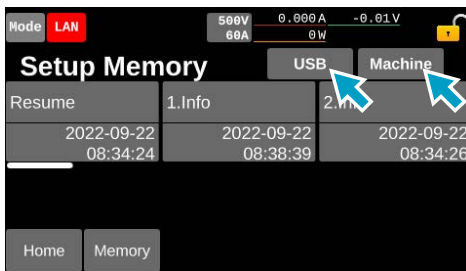 Mode LAN 500V 0.000A -0.01V
60A 0W
Setup Memory USB Machine
Resume 1.Info
2022-09-22 2022-09-22 2022-09-22
08:34:24 08:38:39 08:34:26
Home Memory